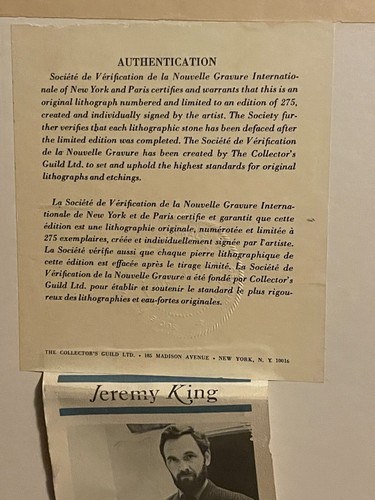 AUTHENTICATION
Société de Vérification de la Nouvelle Gravure Internatio-
nale of New York and Paris certifies and warrants that this is an
original lithograph numbered and limited to an edition of 275,
created and individually signed by the artist. The Society fur-
ther verifies that each lithographic stone has been defaced after
the limited edition was completed. The Société de Vérification
de la Nouvelle Gravure has been created by The Collector's
Guild Ltd. to set and uphold the highest standards for original
lithographs and etchings.
La Société de Vérification de la Nouvelle Gravure Interna-
tionale de New York et de Paris certifie et garantit que cette
édition est une lithographie originale, numérotée et limitée à
275 exemplaires, créée et individuellement signée par l'artiste.
La Société vérifie aussi que chaque pierre lithographique de
cette édition est effacée après le tirage limité. La Société de
Vérification de la Nouvelle Gravure a été fondé par Collector's
Guild Ltd. pour établir et soutenir le standard le plus rigou-
reux des lithographies et eau-fortes originales.
THE COLLECTOR'S GUILD LTD. • 185 MADISON AVENUE • NEW YORK, N. Y. 10016
Jeremy King